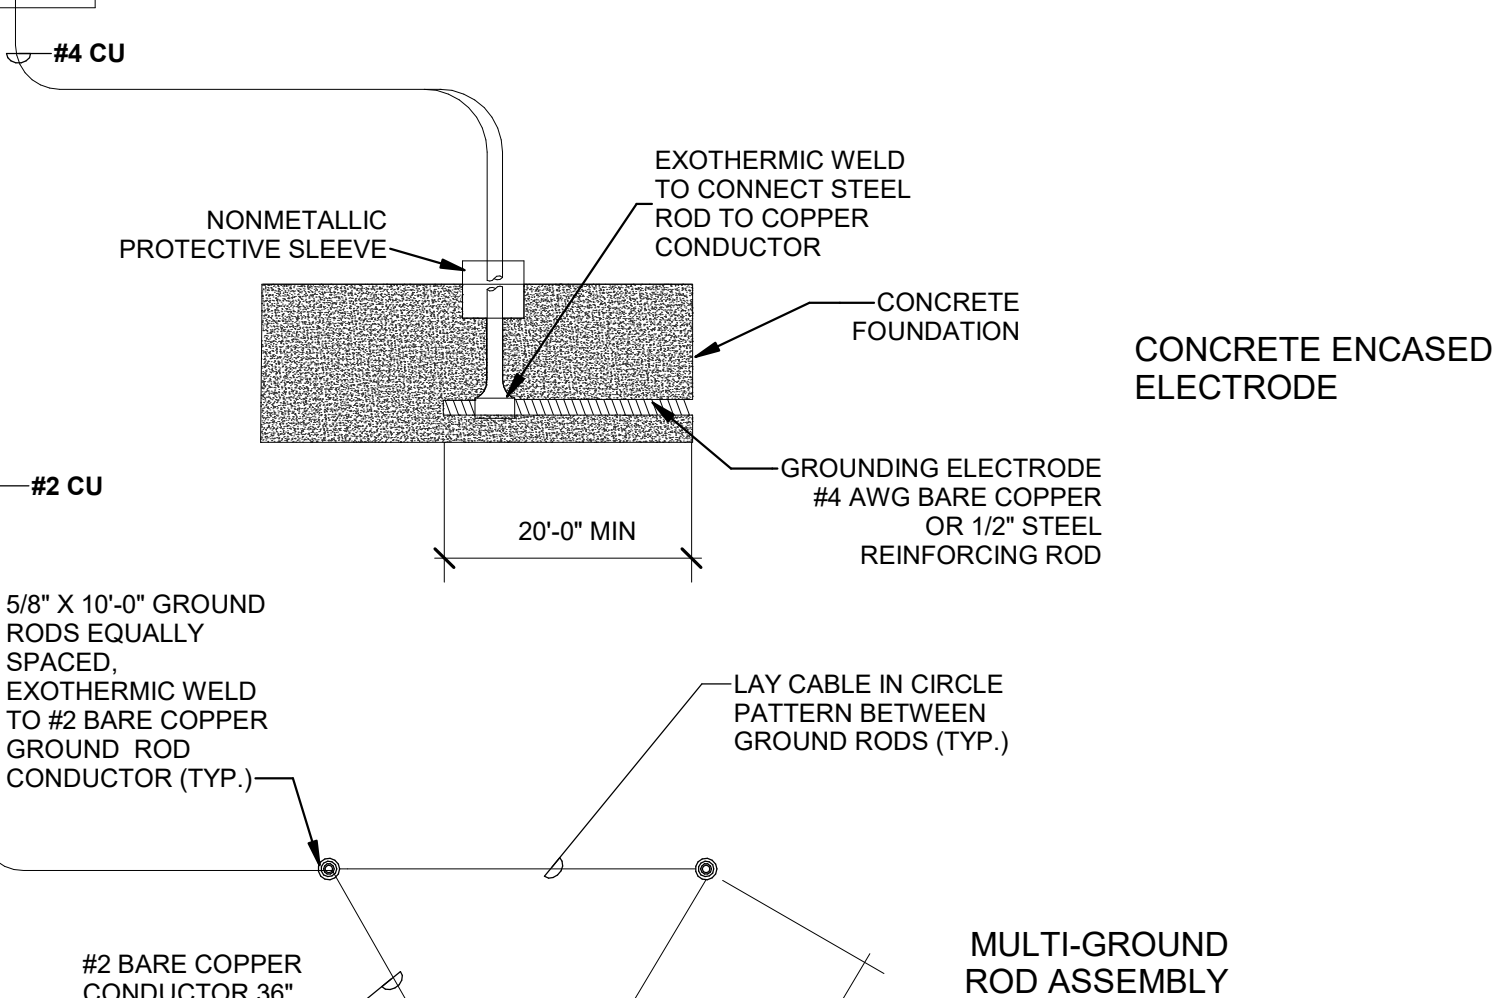 #4 CU
EXOTHERMIC WELD
TO CONNECT STEEL
ROD TO COPPER
CONDUCTOR
NONMETALLIC
PROTECTIVE SLEEVE
CONCRETE
FOUNDATION
CONCRETE ENCASED
ELECTRODE
GROUNDING ELECTRODE
#4 AWG BARE COPPER
OR 1/2" STEEL
REINFORCING ROD
#2 CU
20'-0" MIN
5/8" X 10'-0" GROUND
RODS EQUALLY
SPACED,
EXOTHERMIC WELD
TO #2 BARE COPPER
GROUND ROD
CONDUCTOR (TYP.)
LAY CABLE IN CIRCLE
PATTERN BETWEEN
GROUND RODS (TYP.)
MULTI-GROUND
ROD ASSEMBLY
#2 BARE COPPER
CONDUCTOR 36"